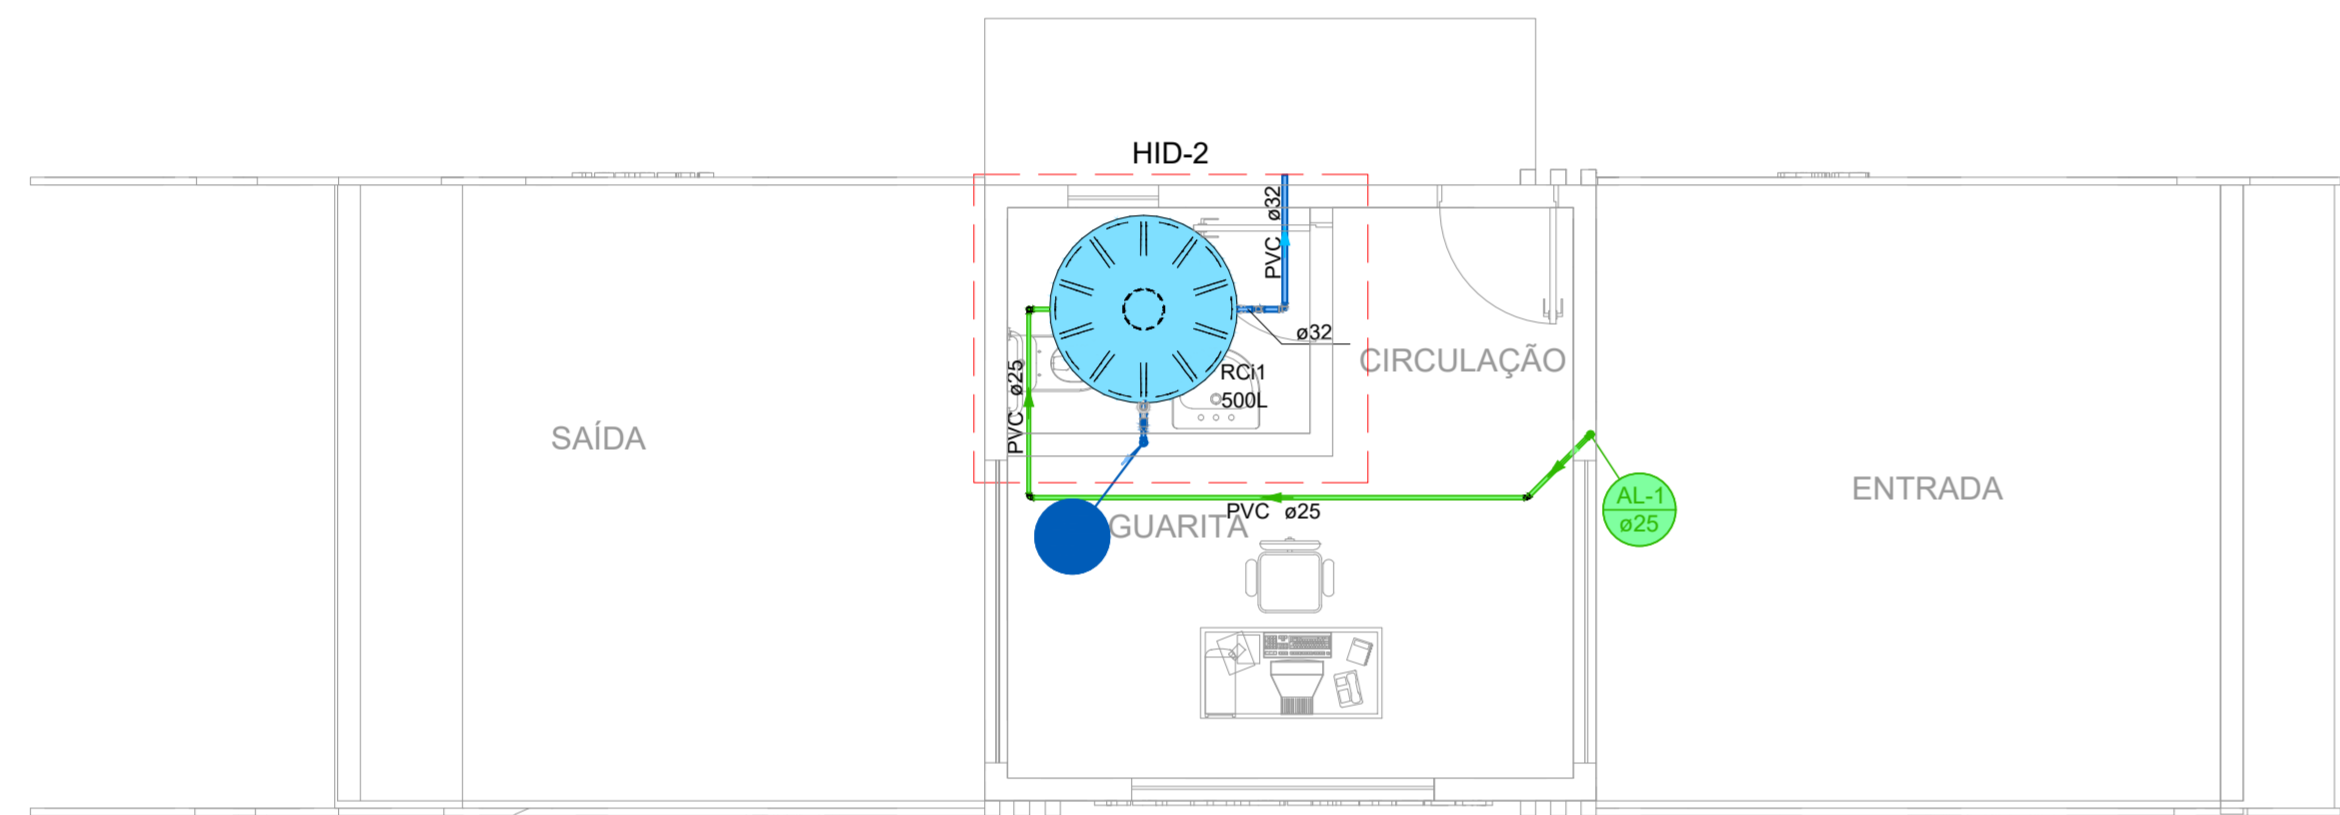 HID-2
PVC ø32
ø32
CIRCULAÇÃO
RCi1
500L
PVC ø25
SAÍDA
AL-1
ø25
ENTRADA
PVC ø25
GUARITA